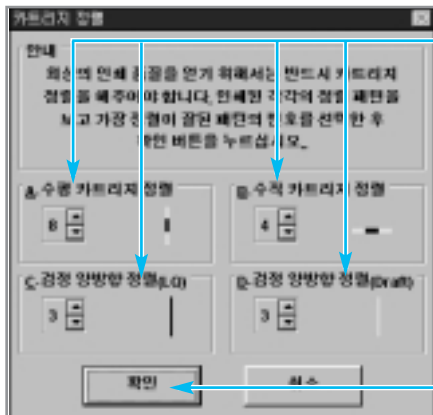 카트리지 정렬
안내
최상의 인쇄 품질을 얻기 위해서는 반드시 카트리지
정렬을 해주어야 합니다. 인쇄된 각각의 정렬 패턴을
보고 가장 정렬이 잘된 패턴의 번호를 선택한 후
확인 버튼을 누르십시오.
A.수평 카트리지 정렬
8
B.수직 카트리지 정렬
4
C.검정 양방향 정렬(LQ)
3
D.검정 양방향 정렬(Draft)
3
확인
취소